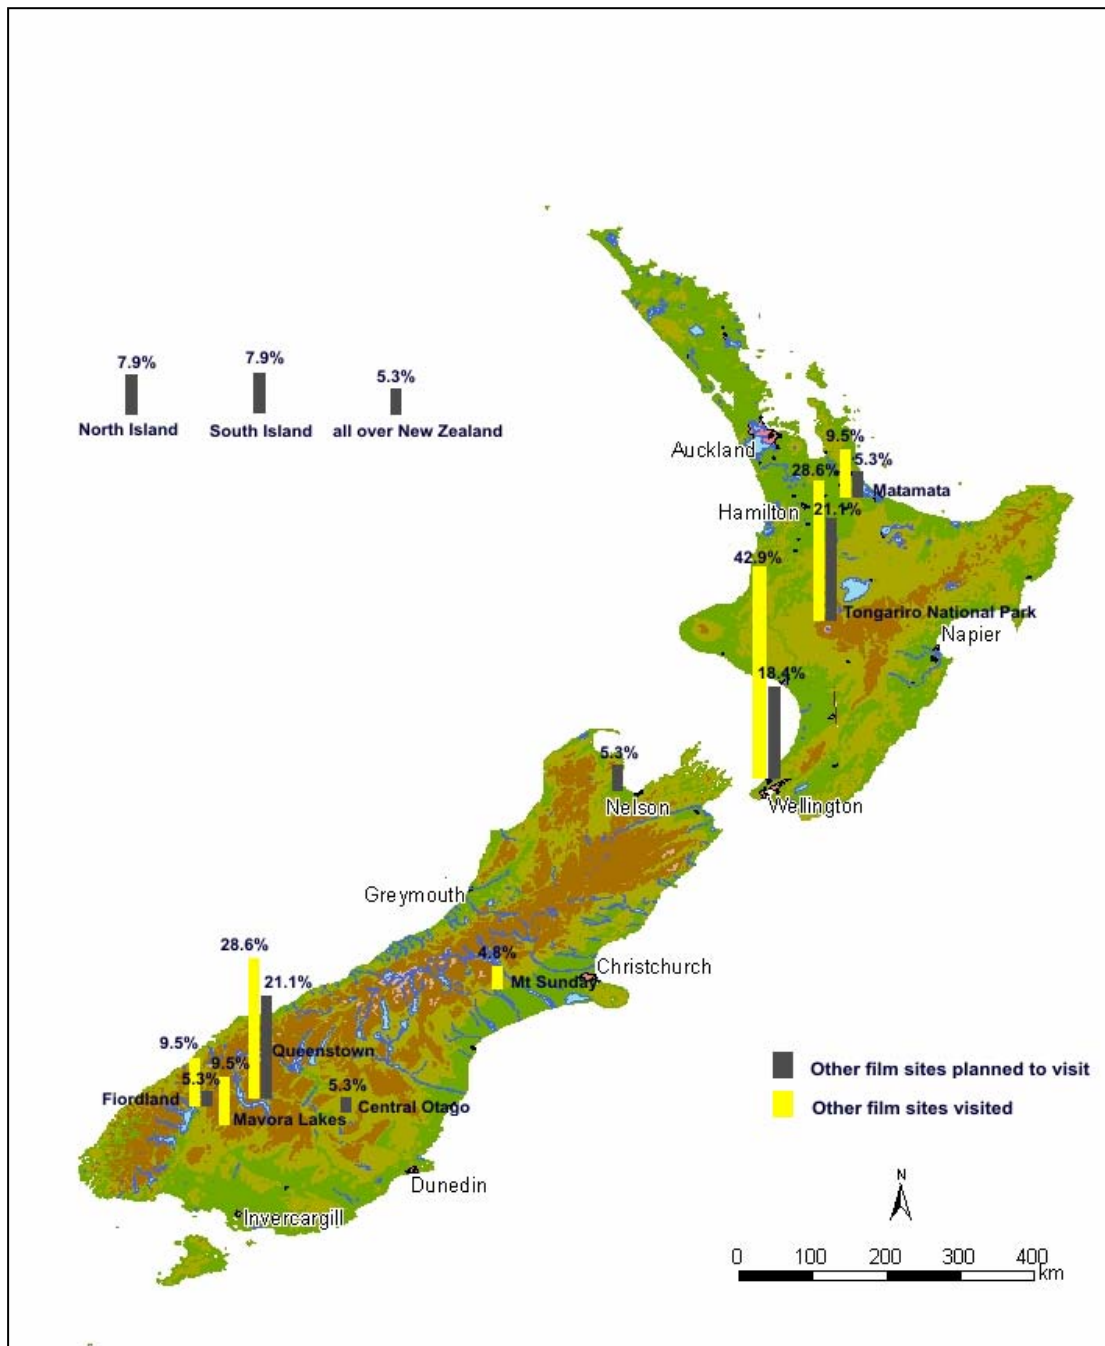 7.9%
North Island
7.9%
South Island
5.3%
all over New Zealand
Auckland
9.5%
5.3%
Matamata
28.6%
Hamilton
21.1%
Tongariro National Park
Napier
42.9%
18.4%
Wellington
5.3%
Nelson
Greymouth
4.8%
Mt Sunday
Christchurch
28.6%
21.1%
Queenstown
9.5%
5.3%
Fiordland
9.5%
Mavora Lakes
5.3%
Central Otago
Dunedin
Invercargill
Other film sites planned to visit
Other film sites visited
N
0 100 200 300 400
km